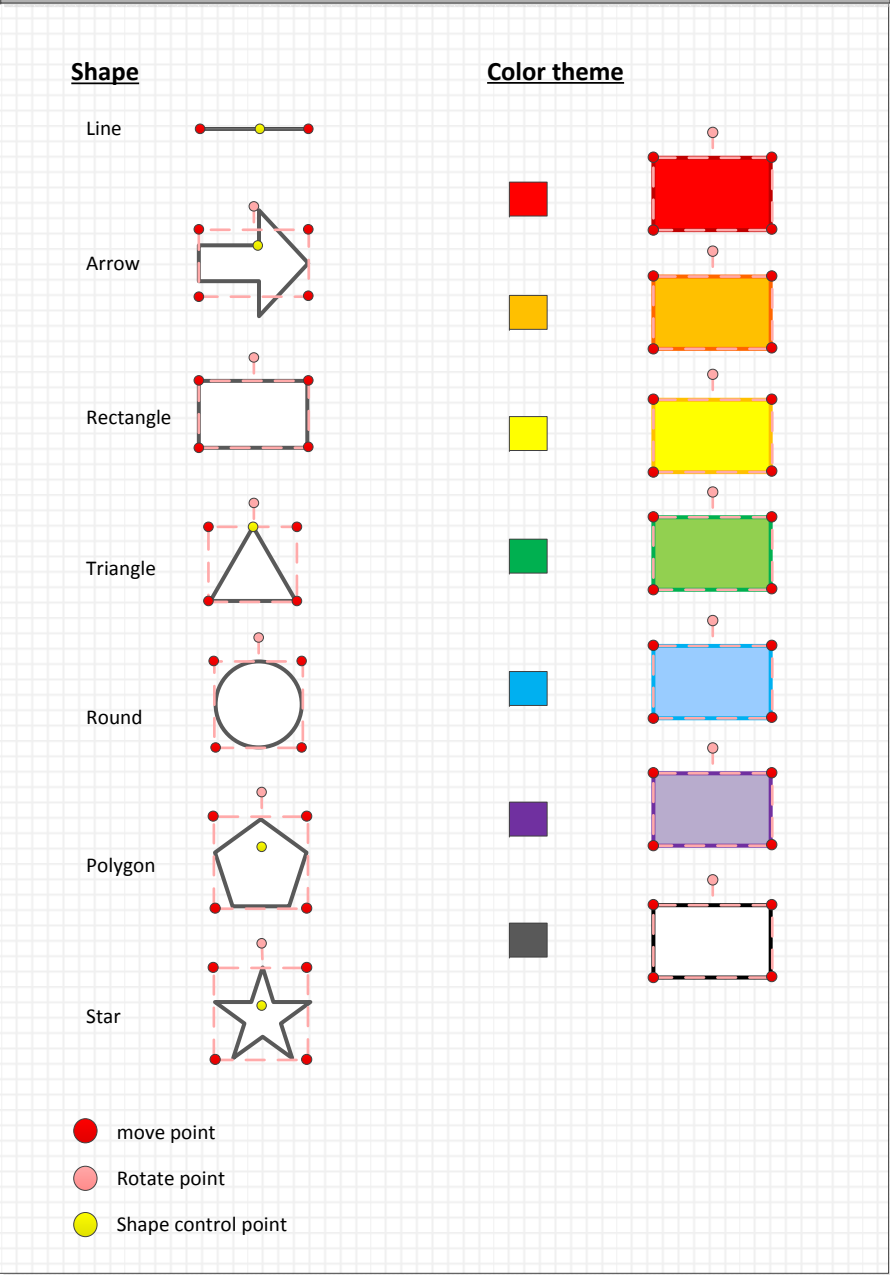 Shape
Color theme
Line
Arrow
Rectangle
Triangle
Round
Polygon
Star
move point
Rotate point
Shape control point